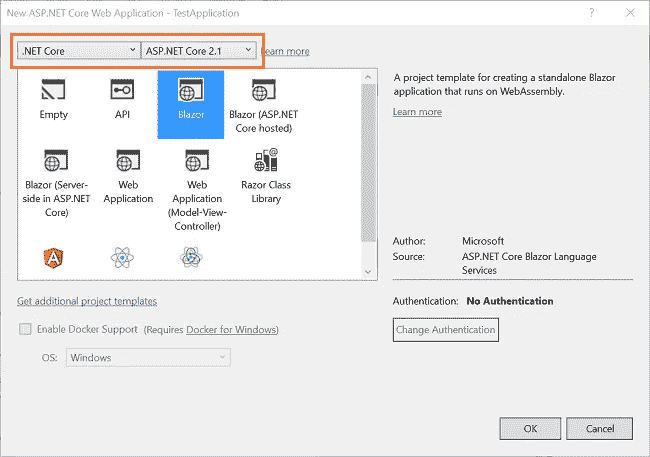 New ASP.NET Core Web Application - TestApplication
.NET Core
ASP.NET Core 2.1
Learn more
Empty
API
Blazor
Blazor (ASP.NET
Core hosted)
Blazor (Server-
side in ASP.NET
Core)
Web
Application
Web
Application
(Model-View-
Controller)
Razor Class
Library
A project template for creating a standalone Blazor
application that runs on WebAssembly.
Learn more
Author: Microsoft
Source: ASP.NET Core Blazor Language
Services
Get additional project templates
Enable Docker Support (Requires Docker for Windows)
OS: Windows
Authentication: No Authentication
Change Authentication
OK
Cancel